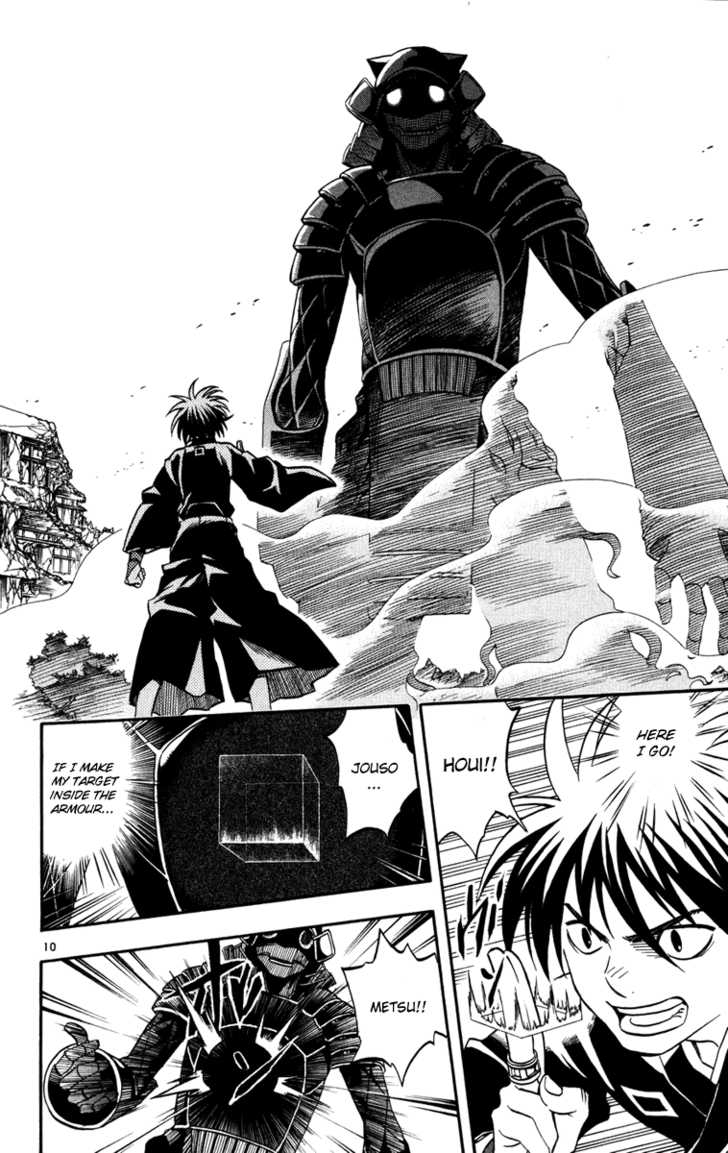 HERE
I GO!
HOUI!!
JOUSO
...
IF I MAKE
MY TARGET
INSIDE THE
ARMOUR...
METSU!!
10